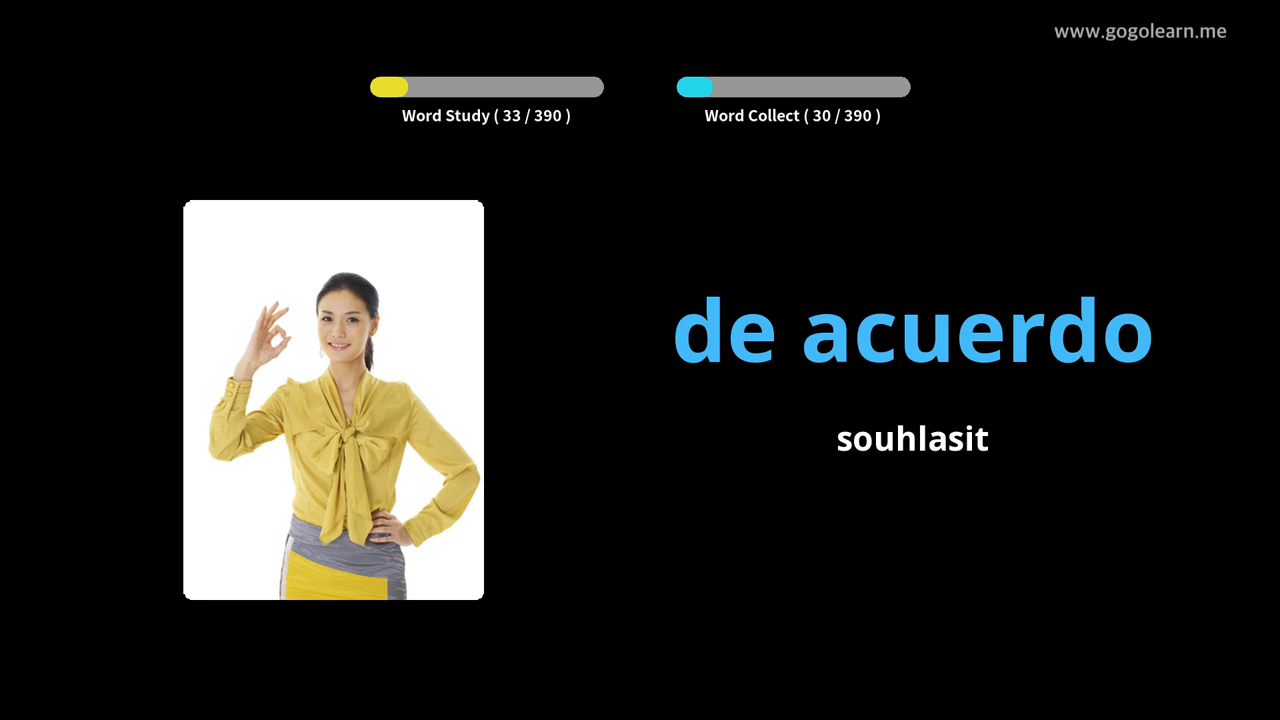 www.gogolearn.me
Word Study ( 33 / 390 )
Word Collect ( 30 / 390 )
de acuerdo
souhlasit